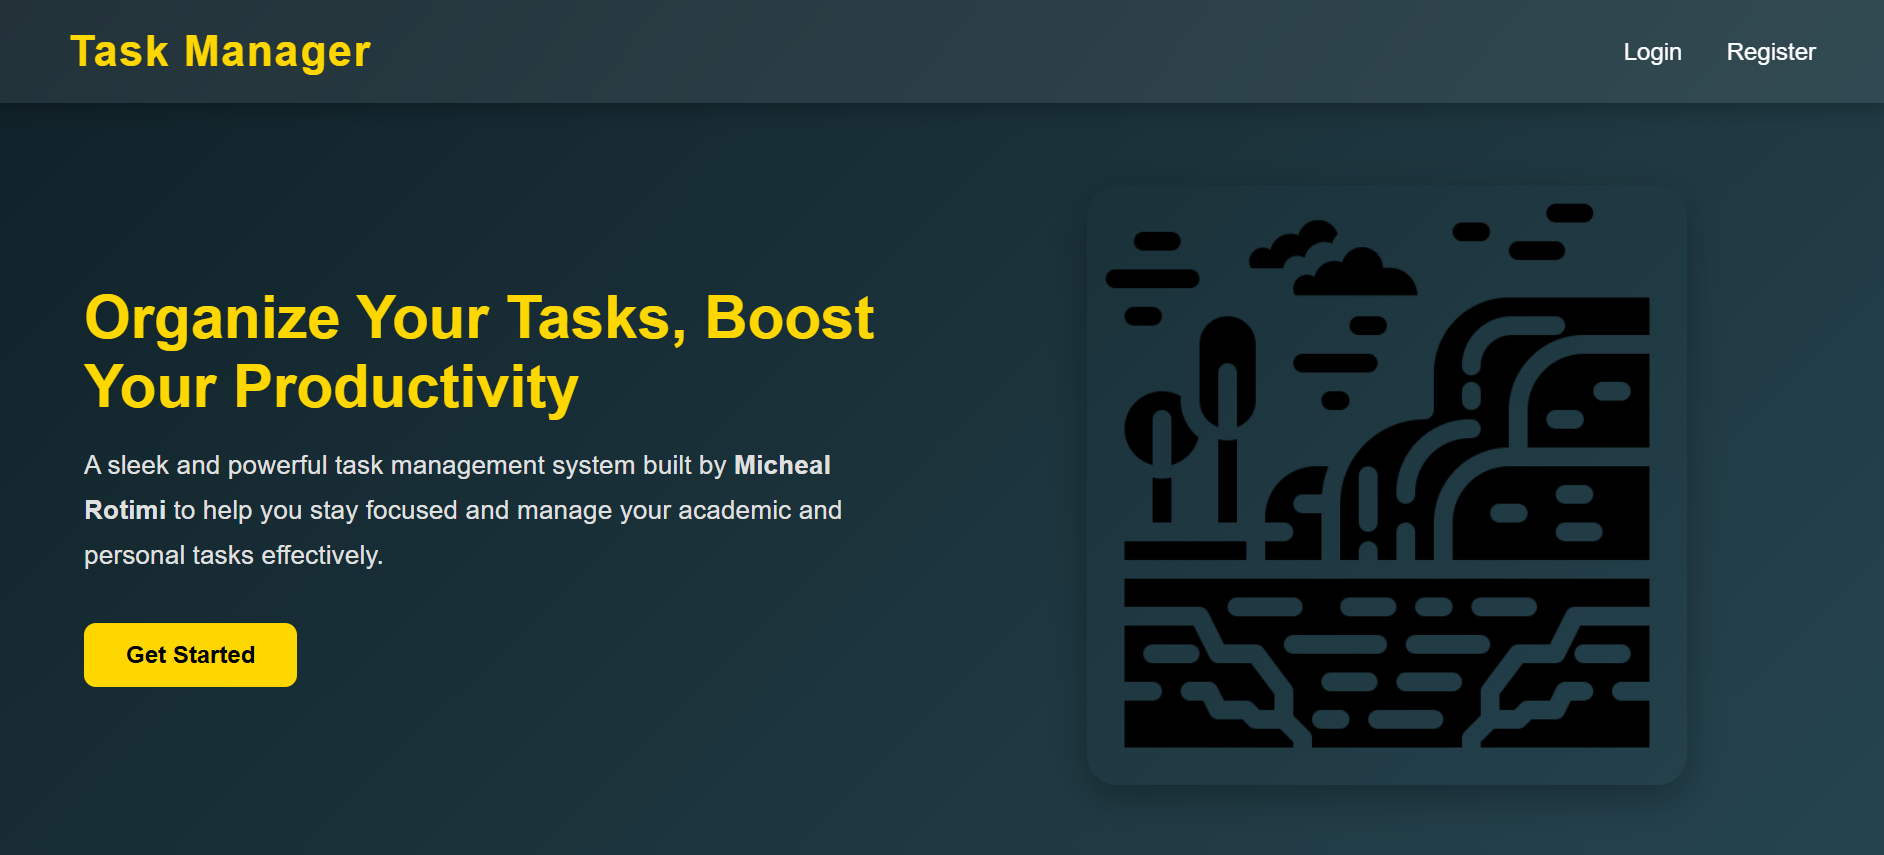 Task Manager
Login
Register
Organize Your Tasks, Boost
Your Productivity
A sleek and powerful task management system built by Micheal
Rotimi to help you stay focused and manage your academic and
personal tasks effectively.
Get Started